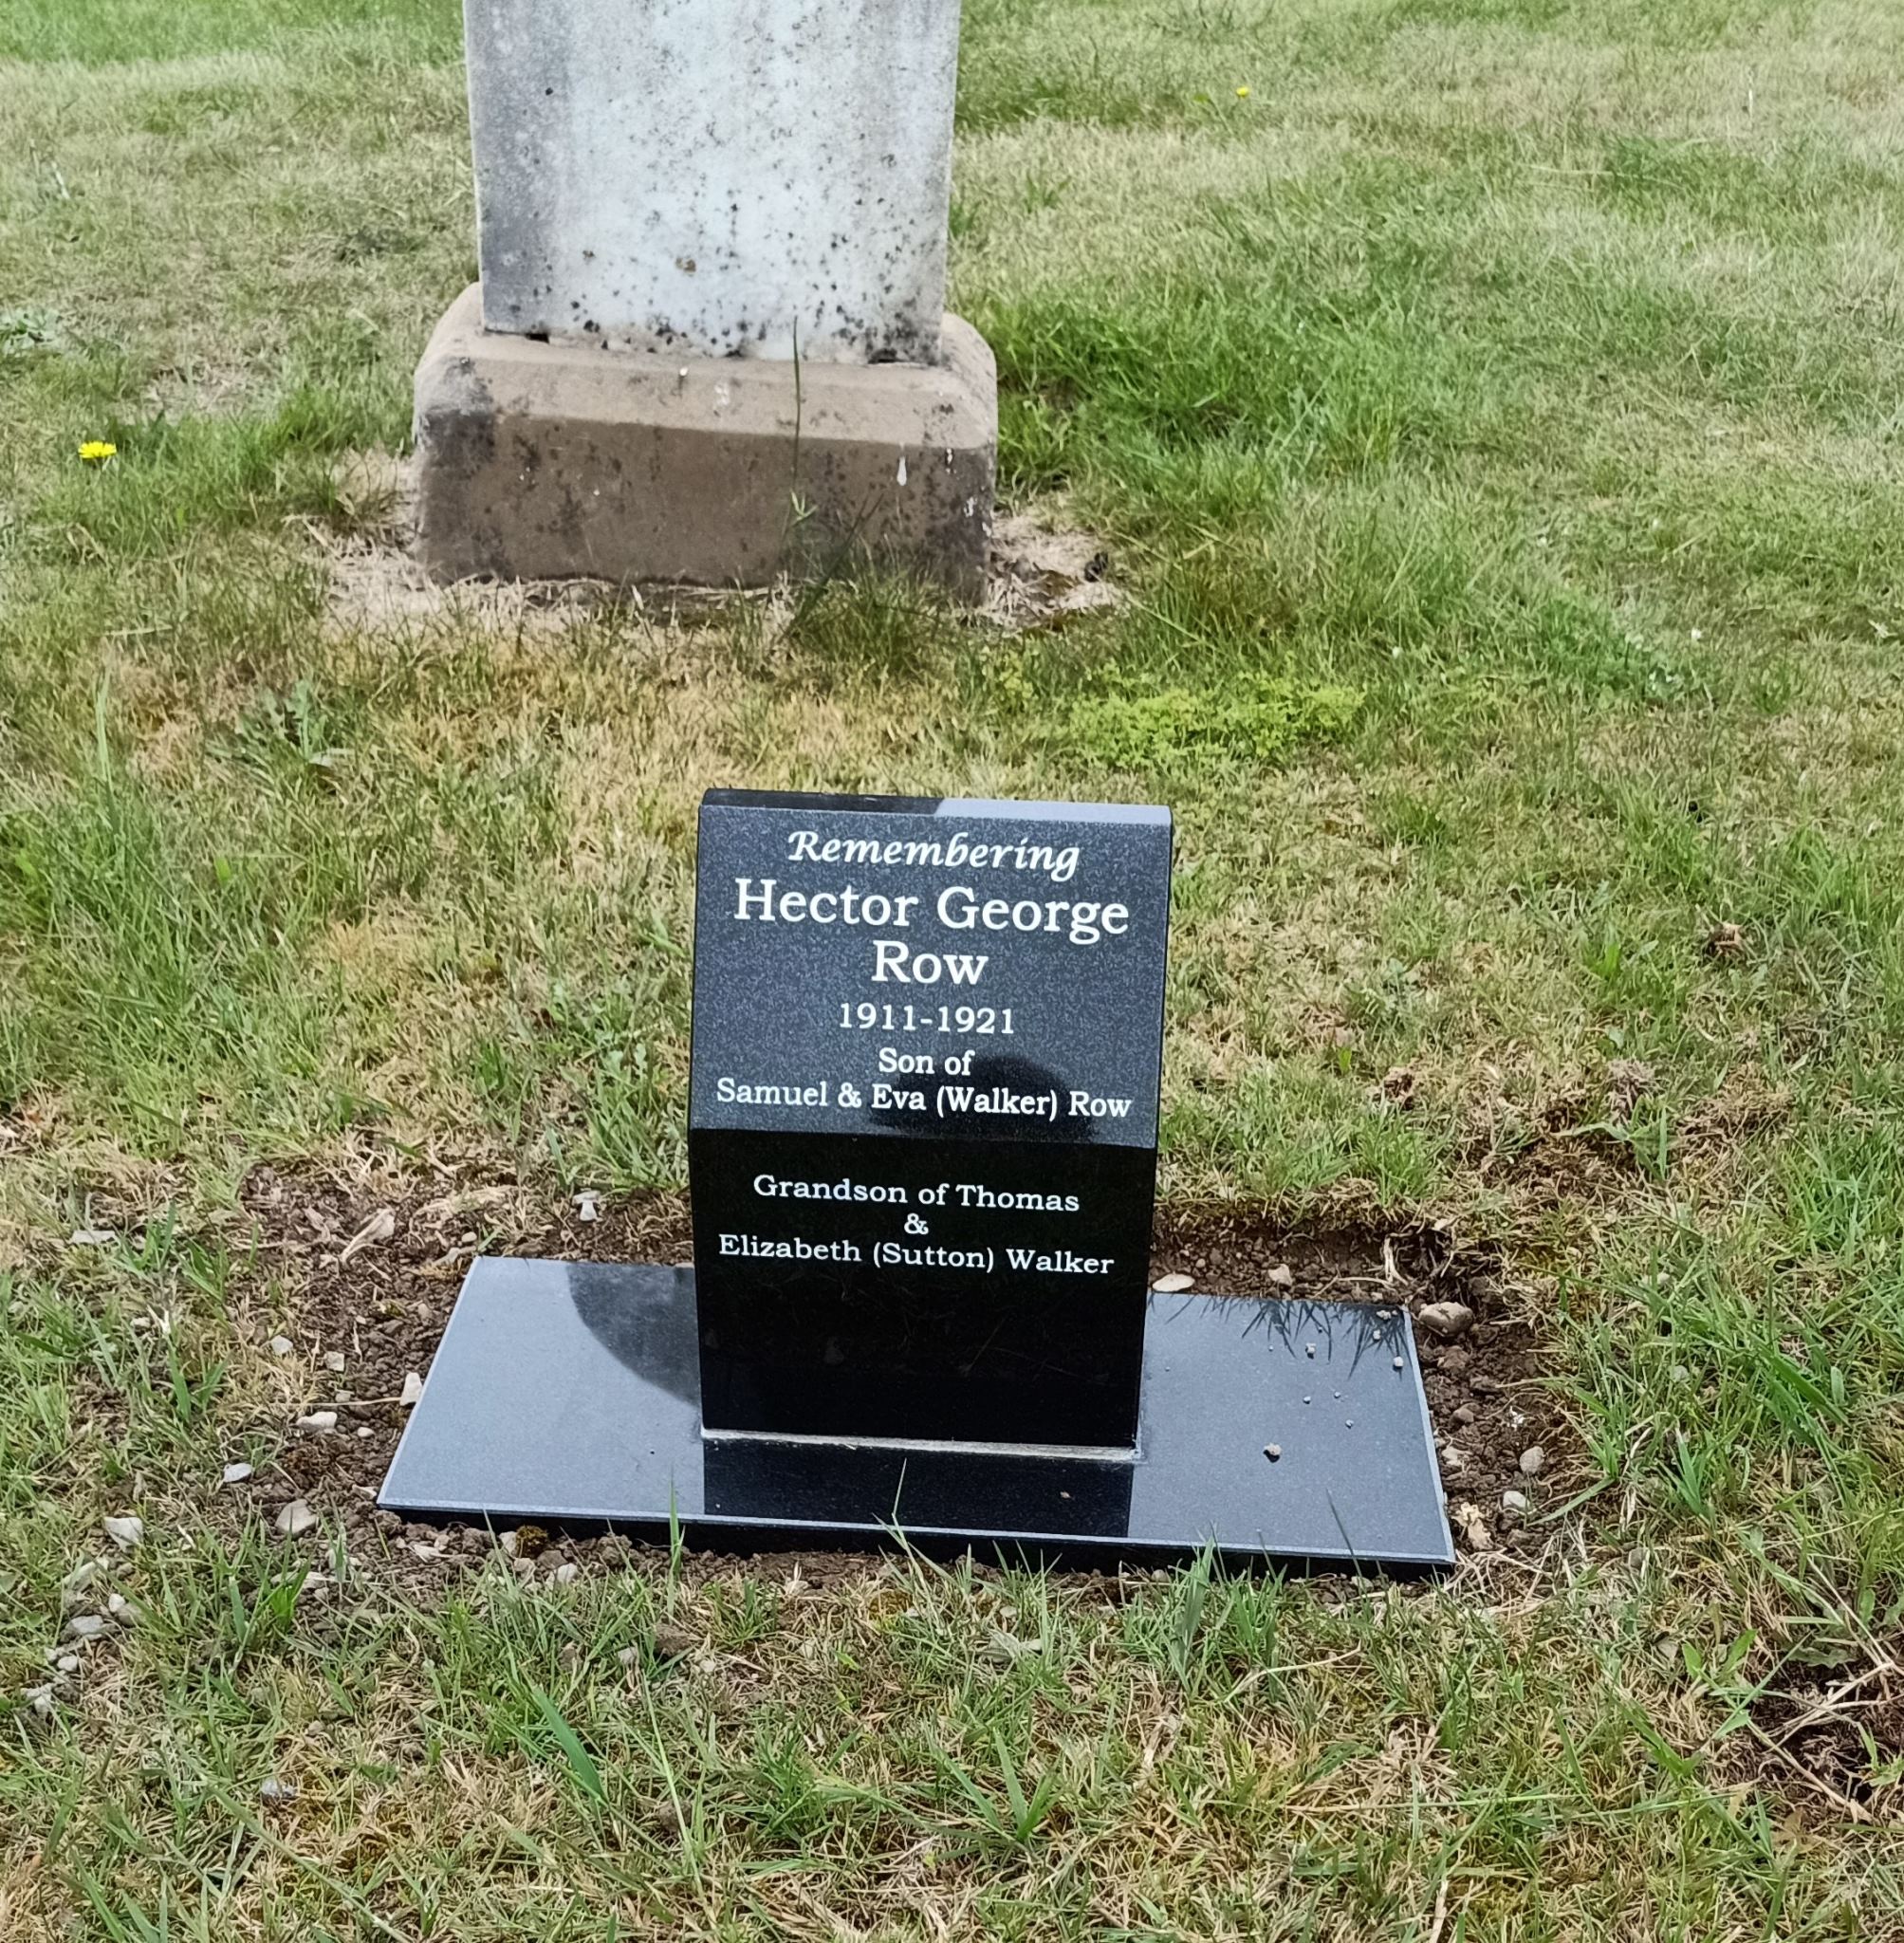 Remembering
Hector George
Row
1911-1921
Son of
Samuel & Eva (Walker) Row
Grandson of Thomas
&
Elizabeth (Sutton) Walker